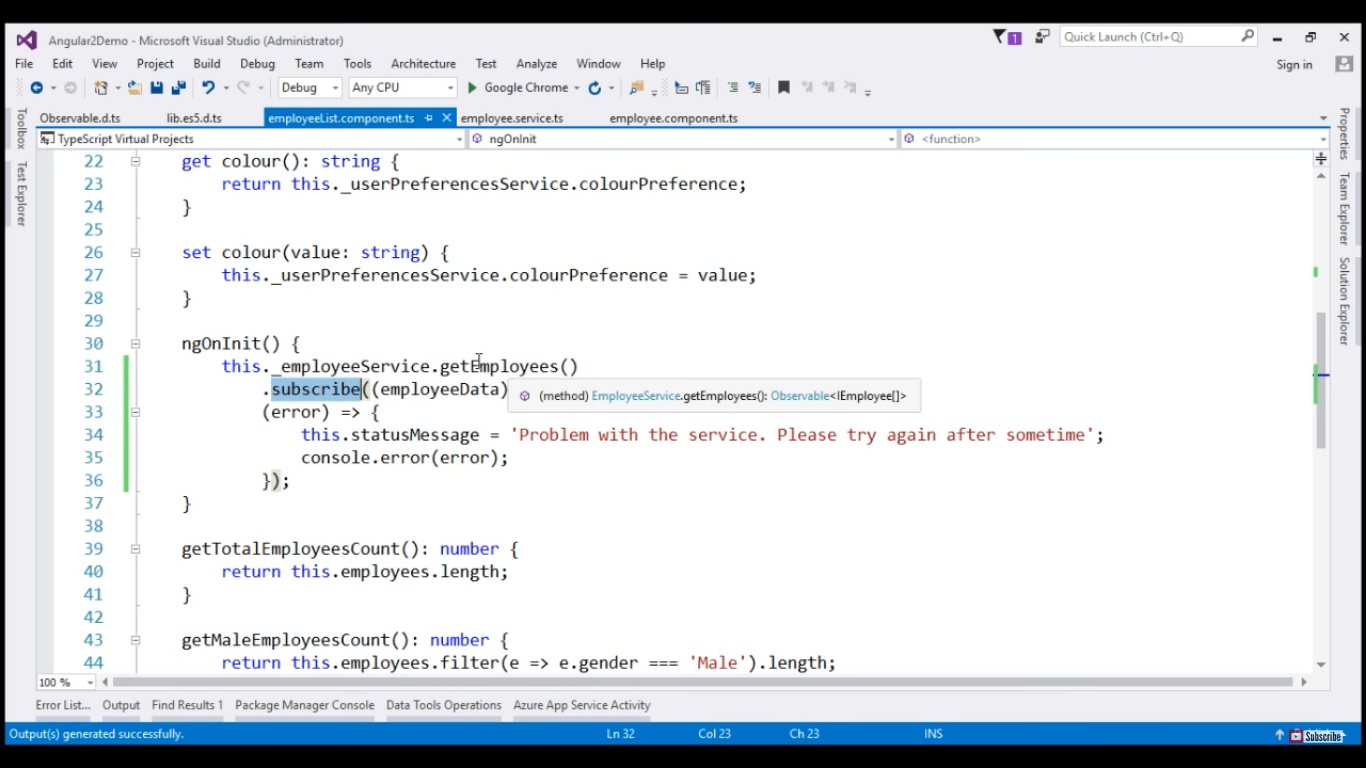 Angular2Demo - Microsoft Visual Studio (Administrator)
1
Quick Launch (Ctrl+Q)
File Edit View Project Build Debug Team Tools Architecture Test Analyze Window Help
Sign in
Debug Any CPU Google Chrome
Observable.d.ts lib.es5.d.ts employeeList.component.ts employee.service.ts employee.component.ts
TypeScript Virtual Projects ngOnInit <function>
Toolbox
Test Explorer
Properties
Team Explorer
Solution Explorer
22 get colour(): string {
23 return this._userPreferencesService.colourPreference;
24 }
25
26 set colour(value: string) {
27 this._userPreferencesService.colourPreference = value;
28 }
29
30 ngOnInit() {
31 this._employeeService.getEmployees()
32 .subscribe((employeeData)
(method) EmployeeService.getEmployees(): Observable<IEmployee[]>
33 (error) => {
34 this.statusMessage = 'Problem with the service. Please try again after sometime';
35 console.error(error);
36 });
37 }
38
39 getTotalEmployeesCount(): number {
40 return this.employees.length;
41 }
42
43 getMaleEmployeesCount(): number {
44 return this.employees.filter(e => e.gender === 'Male').length;
100 %
Error List... Output Find Results 1 Package Manager Console Data Tools Operations Azure App Service Activity
Output(s) generated successfully. Ln 32 Col 23 Ch 23 INS
Subscribe